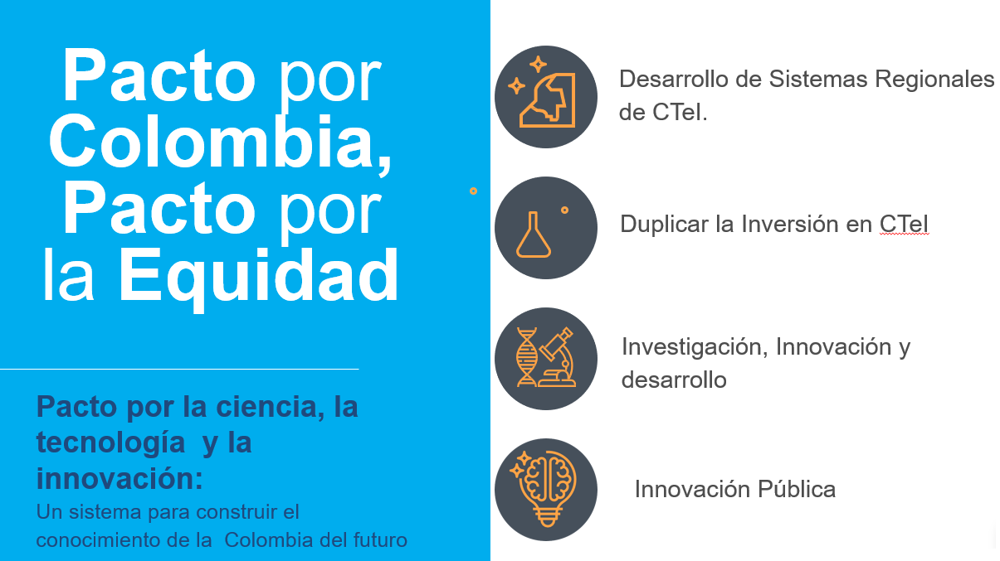 Pacto por
Colombia,
Pacto por
la Equidad
Pacto por la ciencia, la
tecnología y la
innovación:
Un sistema para construir el
conocimiento de la Colombia del futuro
Desarrollo de Sistemas Regionales
de CTeI.
Duplicar la Inversión en CTeI
Investigación, Innovación y
desarrollo
Innovación Pública